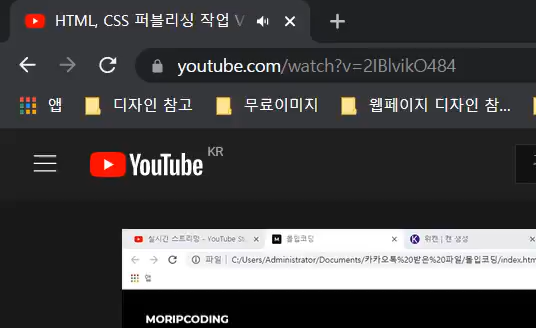 HTML, CSS 퍼블리싱 작업 V
youtube.com/watch?v=2IBlvikO484
앱 디자인 참고 무료이미지 웹페이지 디자인 참...
YouTube KR
실시간 스트리밍 - YouTube St 몰입코딩 위캔 | 캔 생성
파일 | C:/Users/Administrator/Documents/카카오톡%20받은%20파일/몰입코딩/index.htm
앱
MORIPCODING